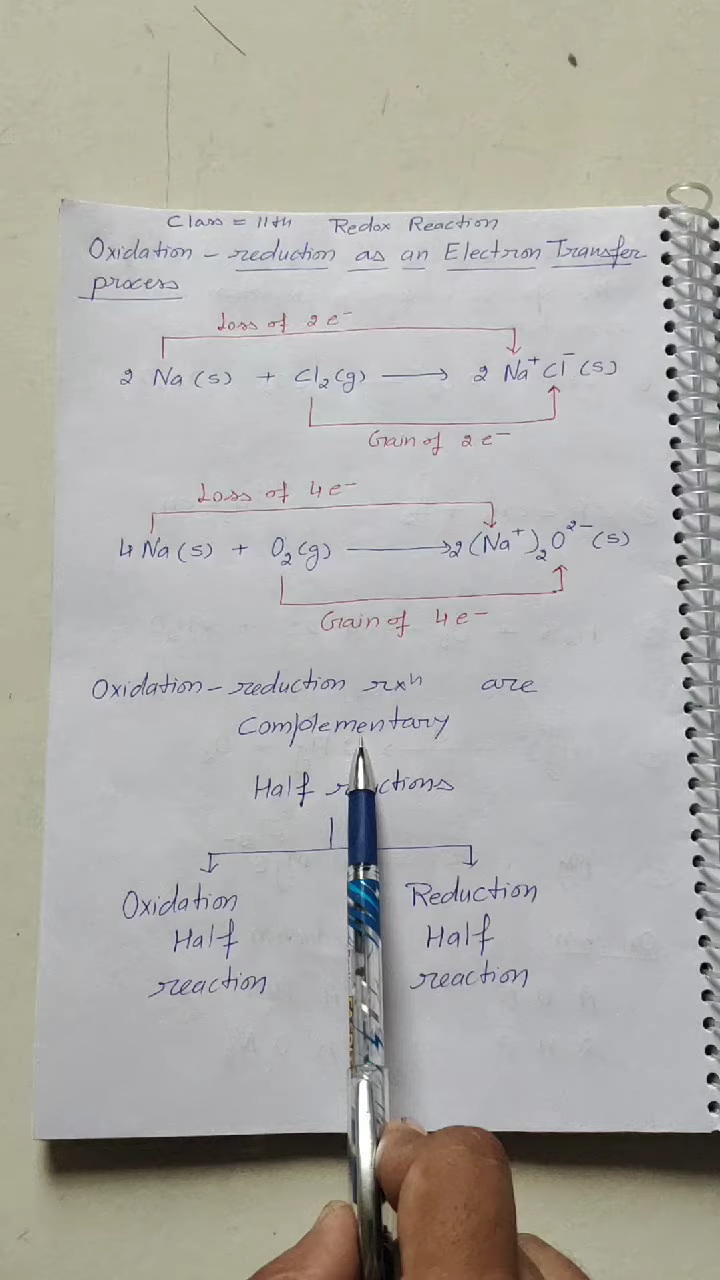 Class = 11th Redox Reaction
Oxidation - reduction as an Electron Transfer
process
Loss of 2e⁻
2 Na(s) + Cl₂(g) ⟶ 2 Na⁺Cl⁻(s)
Gain of 2e⁻
Loss of 4e⁻
4Na(s) + O₂(g) ⟶ 2(Na⁺)₂O²⁻(s)
Gain of 4e⁻
Oxidation - reduction rxⁿ are
Complementary
Half reactions
Oxidation Reduction
Half Half
reaction reaction